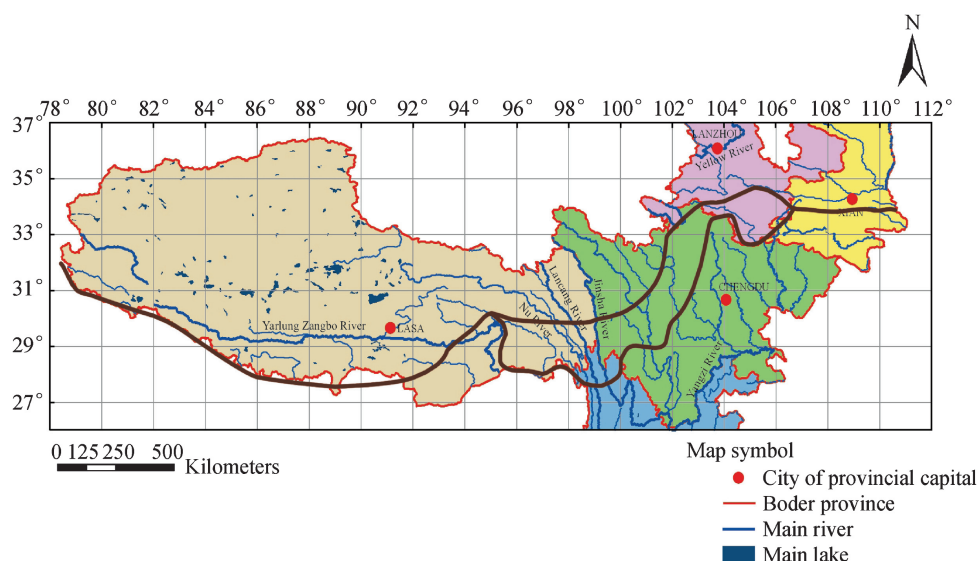 N
78° 80° 82° 84° 86° 88° 90° 92° 94° 96° 98° 100° 102° 104° 106° 108° 110° 112°
37°
35°
33°
31°
29°
27°
LANZHOU
Yellow River
XIAN
Lancang River
Jinsha river
Nu river
CHENGDU
Yarlung Zangbo River
LASA
Yangzi River
0 125 250 500
Kilometers
Map symbol
City of provincial capital
Boder province
Main river
Main lake